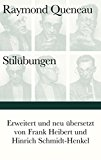 Raymond Queneau
Stilübungen
Erweitert und neu übersetzt
von Frank Heibert und
Hinrich Schmidt-Henkel